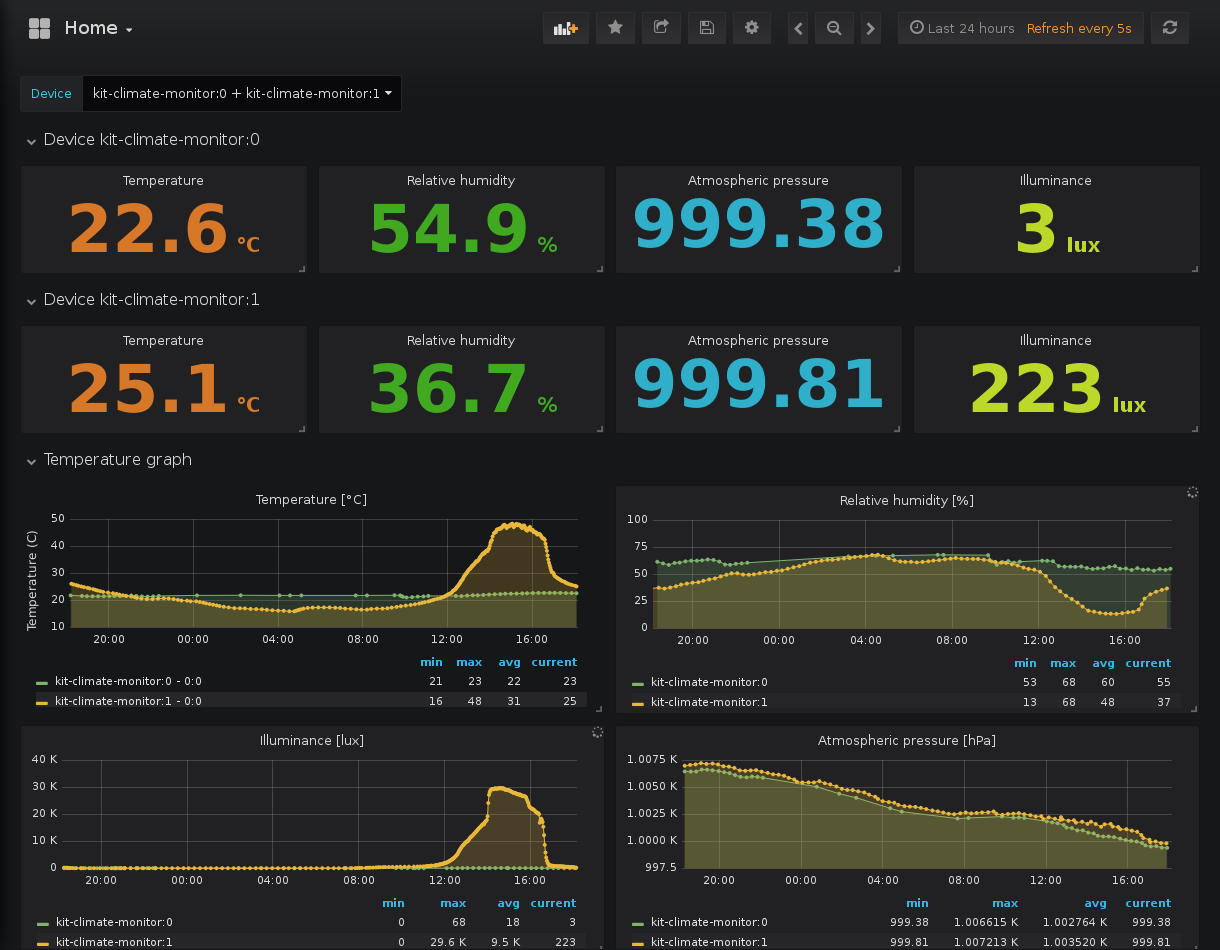 Home
Last 24 hours Refresh every 5s
Device kit-climate-monitor:0 + kit-climate-monitor:1
Device kit-climate-monitor:0
Temperature Relative humidity Atmospheric pressure Illuminance
22.6 °C 54.9 % 999.38 3 lux
Device kit-climate-monitor:1
Temperature Relative humidity Atmospheric pressure Illuminance
25.1 °C 36.7 % 999.81 223 lux
Temperature graph
Temperature [°C]
Temperature (C)
50
40
30
20
10
20:00 00:00 04:00 08:00 12:00 16:00
min max avg current
kit-climate-monitor:0 - 0:0 21 23 22 23
kit-climate-monitor:1 - 0:0 16 48 31 25
Relative humidity [%]
100
75
50
25
0
20:00 00:00 04:00 08:00 12:00 16:00
min max avg current
kit-climate-monitor:0 53 68 60 55
kit-climate-monitor:1 13 68 48 37
Illuminance [lux]
40 K
30 K
20 K
10 K
0
20:00 00:00 04:00 08:00 12:00 16:00
min max avg current
kit-climate-monitor:0 0 68 18 3
kit-climate-monitor:1 0 29.6 K 9.5 K 223
Atmospheric pressure [hPa]
1.0075 K
1.0050 K
1.0025 K
1.0000 K
997.5
20:00 00:00 04:00 08:00 12:00 16:00
min max avg current
kit-climate-monitor:0 999.38 1.006615 K 1.002764 K 999.38
kit-climate-monitor:1 999.81 1.007213 K 1.003520 K 999.81